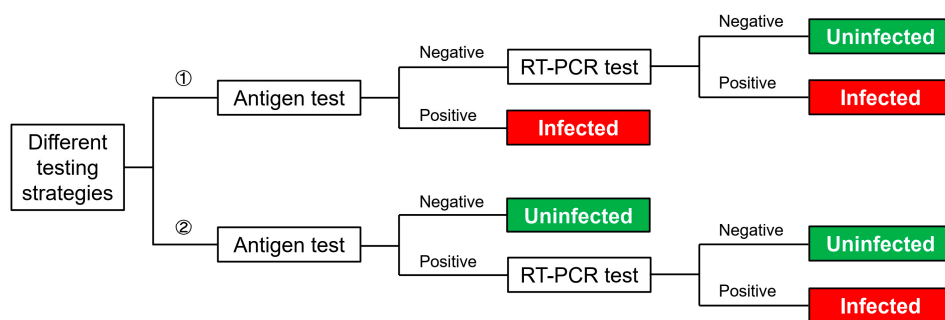 Different
testing
strategies
①
Antigen test
Negative
RT-PCR test
Negative
Uninfected
Positive
Infected
Positive
Infected
②
Antigen test
Negative
Uninfected
Positive
RT-PCR test
Negative
Uninfected
Positive
Infected